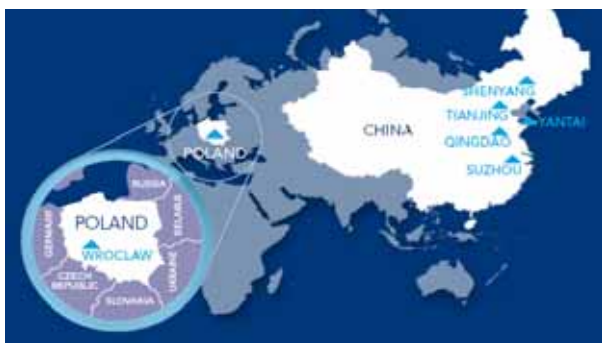 SHENYANG
TIANJING
YANTAI
CHINA
QINGDAO
POLAND
SUZHOU
RUSSIA
POLAND
BELARUS
GERMANY
WROCLAW
UKRAINE
CZECH
REPUBLIC
SLOVAKIA